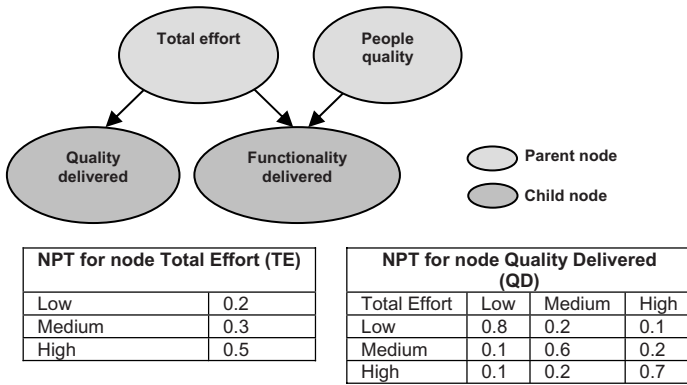 Total effort
People
quality
Quality
delivered
Functionality
delivered
Parent node
Child node
NPT for node Total Effort (TE)
Low 0.2
Medium 0.3
High 0.5
NPT for node Quality Delivered
(QD)
Total Effort Low Medium High
Low 0.8 0.2 0.1
Medium 0.1 0.6 0.2
High 0.1 0.2 0.7